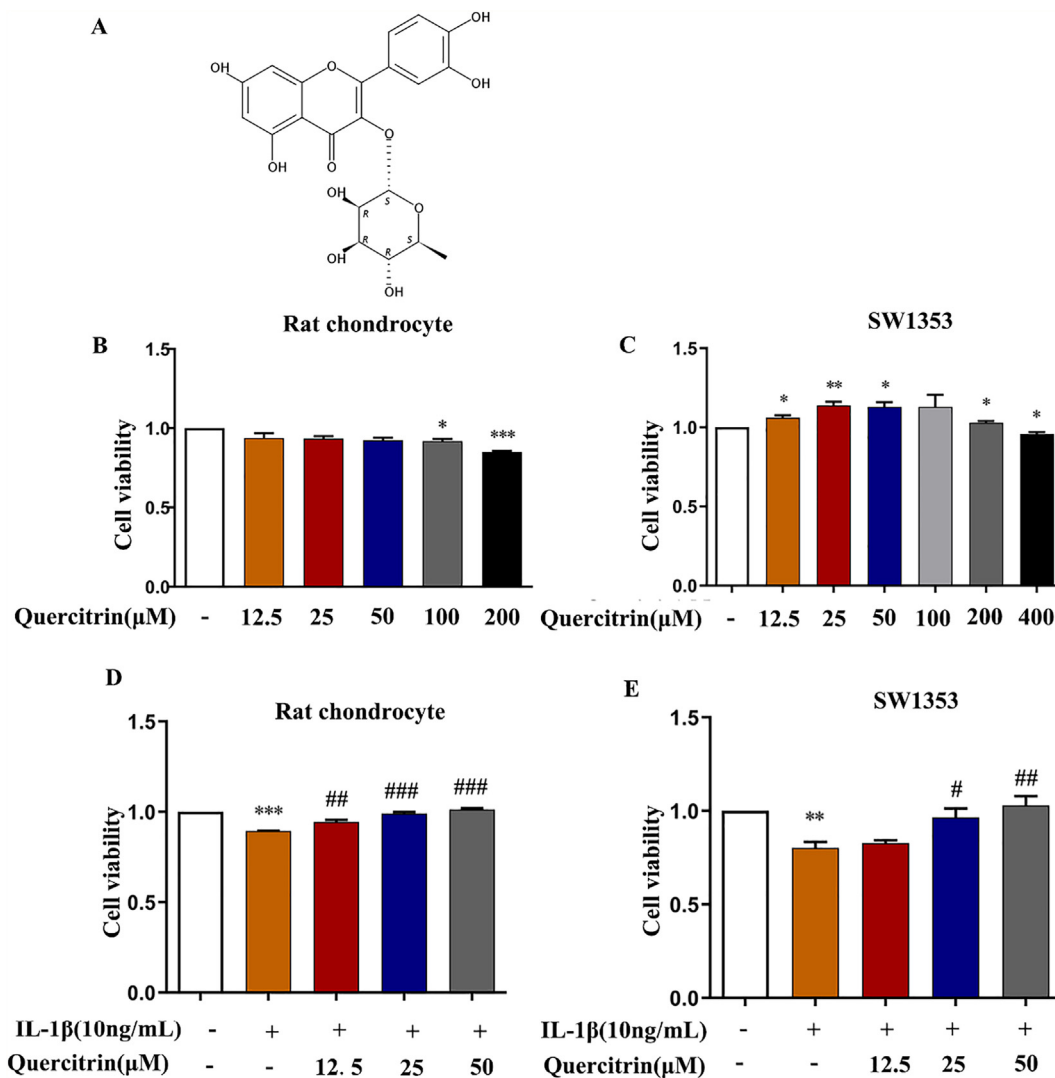 A
OH
OH
OH
O
OH
O
OH
O
OH
S
O
R
R
S
R
OH
OH
Rat chondrocyte
B
1.5
1.0
0.5
0.0
Cell viability
* ***
Quercitrin(μM) - 12.5 25 50 100 200
SW1353
C
1.5
1.0
0.5
0.0
Cell viability
* ** * * *
Quercitrin(μM) - 12.5 25 50 100 200 400
D
Rat chondrocyte
1.5
1.0
0.5
0.0
Cell viability
*** ## ### ###
IL-1β(10ng/mL) - + + + +
Quercitrin(μM) - - 12. 5 25 50
E
SW1353
1.5
1.0
0.5
0.0
Cell viability
** # ##
IL-1β(10ng/mL) - + + + +
Quercitrin(μM) - - 12.5 25 50